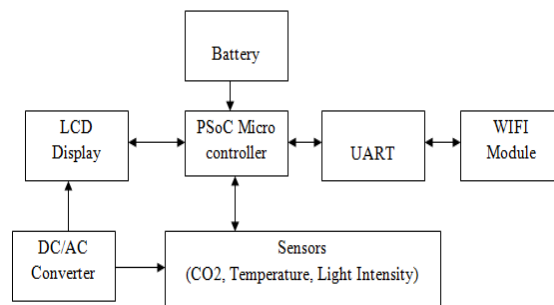 Battery
LCD
Display
PSoC Micro
controller
UART
WIFI
Module
DC/AC
Converter
Sensors
(CO2, Temperature, Light Intensity)